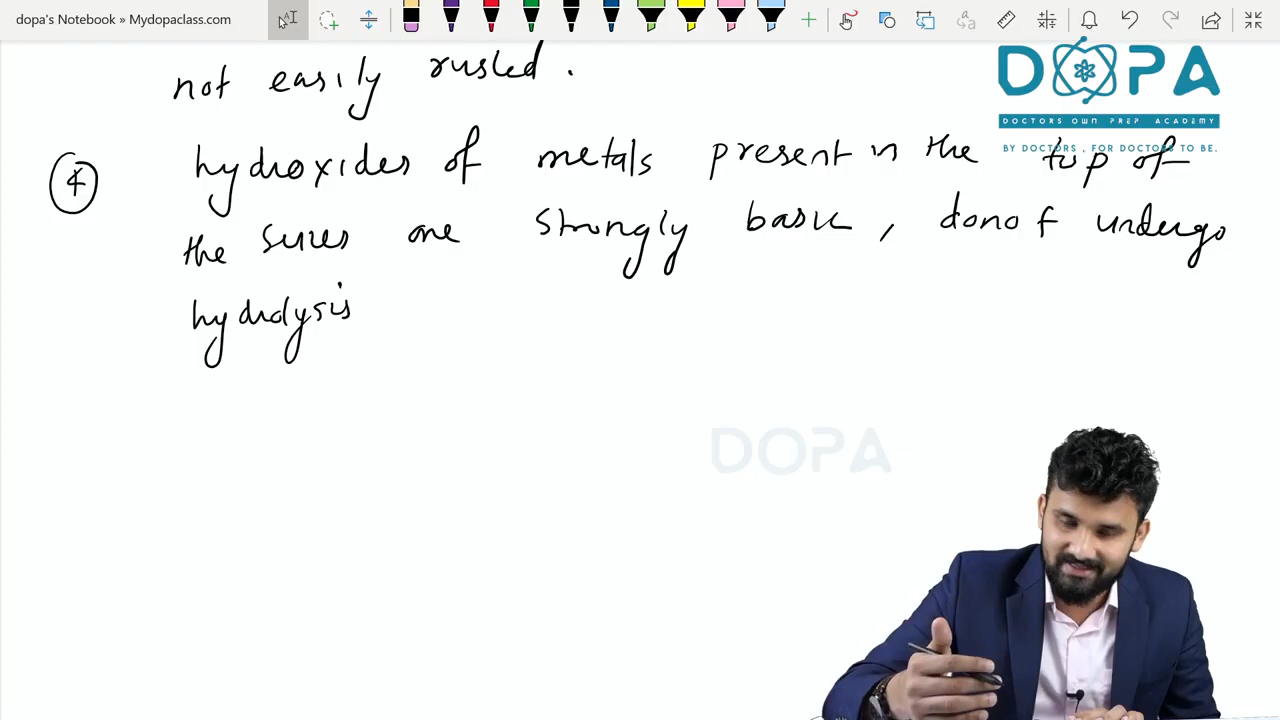 dopa's Notebook » Mydopaclass.com
not easily rusted.
DOPA
DOCTORS OWN PREP ACADEMY
BY DOCTORS , FOR DOCTORS TO BE.
④ hydroxides of metals present in the top of
the series are strongly basic , donot undergo
hydrolysis
DOPA